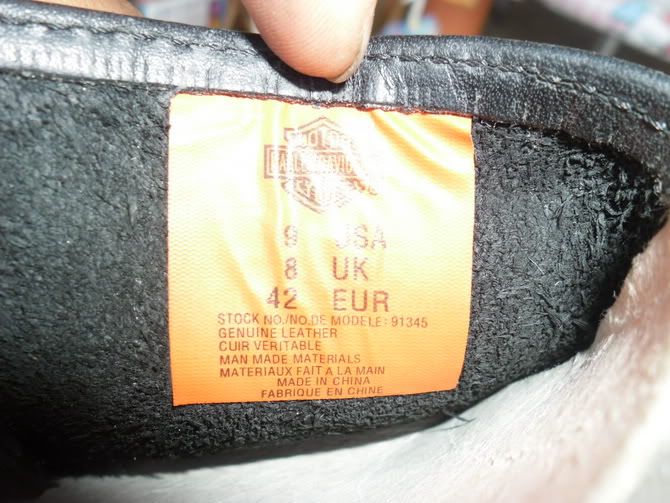 9 USA
8 UK
42 EUR
STOCK NO./NO.DE MODELE: 91345
GENUINE LEATHER
CUIR VERITABLE
MAN MADE MATERIALS
MATERIAUX FAIT A LA MAIN
MADE IN CHINA
FABRIQUE EN CHINE